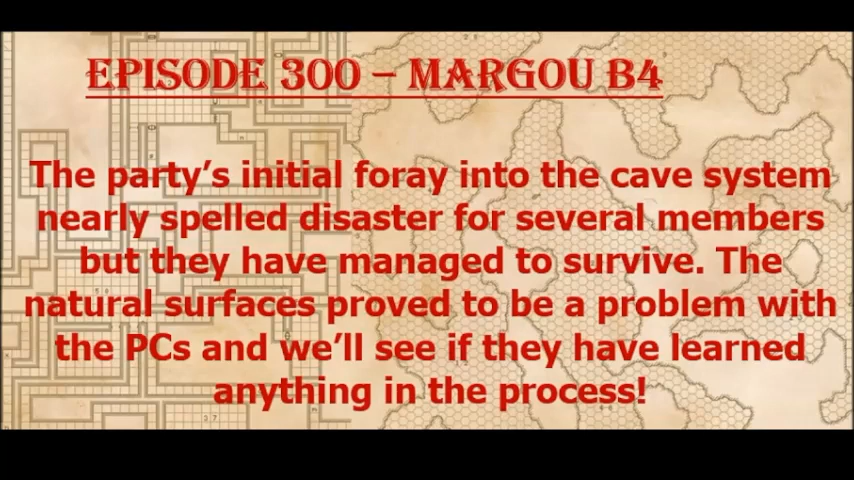 EPISODE 300 – MARGOU B4
The party’s initial foray into the cave system
nearly spelled disaster for several members
but they have managed to survive. The
natural surfaces proved to be a problem with
the PCs and we’ll see if they have learned
anything in the process!